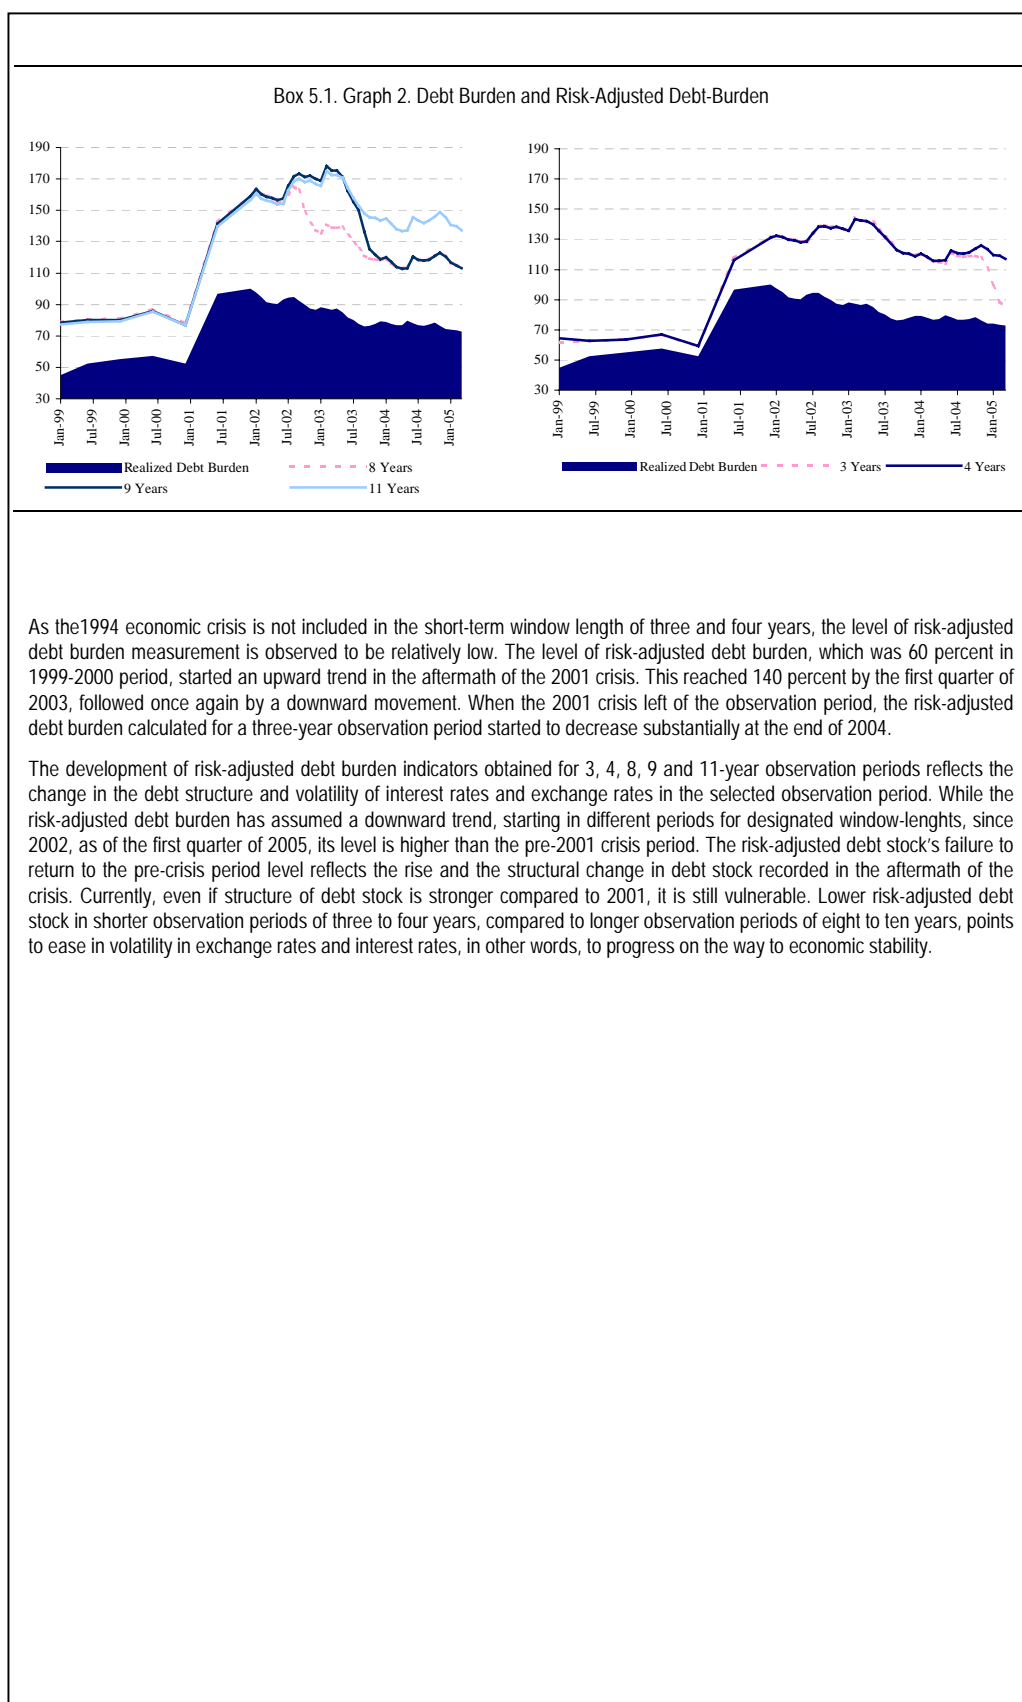 Box 5.1. Graph 2. Debt Burden and Risk-Adjusted Debt-Burden
190
170
150
130
110
90
70
50
30
Jan-99
Jul-99
Jan-00
Jul-00
Jan-01
Jul-01
Jan-02
Jul-02
Jan-03
Jul-03
Jan-04
Jul-04
Jan-05
Realized Debt Burden
8 Years
9 Years
11 Years
190
170
150
130
110
90
70
50
30
Jan-99
Jul-99
Jan-00
Jul-00
Jan-01
Jul-01
Jan-02
Jul-02
Jan-03
Jul-03
Jan-04
Jul-04
Jan-05
Realized Debt Burden
3 Years
4 Years
As the1994 economic crisis is not included in the short-term window length of three and four years, the level of risk-adjusted
debt burden measurement is observed to be relatively low. The level of risk-adjusted debt burden, which was 60 percent in
1999-2000 period, started an upward trend in the aftermath of the 2001 crisis. This reached 140 percent by the first quarter of
2003, followed once again by a downward movement. When the 2001 crisis left of the observation period, the risk-adjusted
debt burden calculated for a three-year observation period started to decrease substantially at the end of 2004.
The development of risk-adjusted debt burden indicators obtained for 3, 4, 8, 9 and 11-year observation periods reflects the
change in the debt structure and volatility of interest rates and exchange rates in the selected observation period. While the
risk-adjusted debt burden has assumed a downward trend, starting in different periods for designated window-lenghts, since
2002, as of the first quarter of 2005, its level is higher than the pre-2001 crisis period. The risk-adjusted debt stock's failure to
return to the pre-crisis period level reflects the rise and the structural change in debt stock recorded in the aftermath of the
crisis. Currently, even if structure of debt stock is stronger compared to 2001, it is still vulnerable. Lower risk-adjusted debt
stock in shorter observation periods of three to four years, compared to longer observation periods of eight to ten years, points
to ease in volatility in exchange rates and interest rates, in other words, to progress on the way to economic stability.